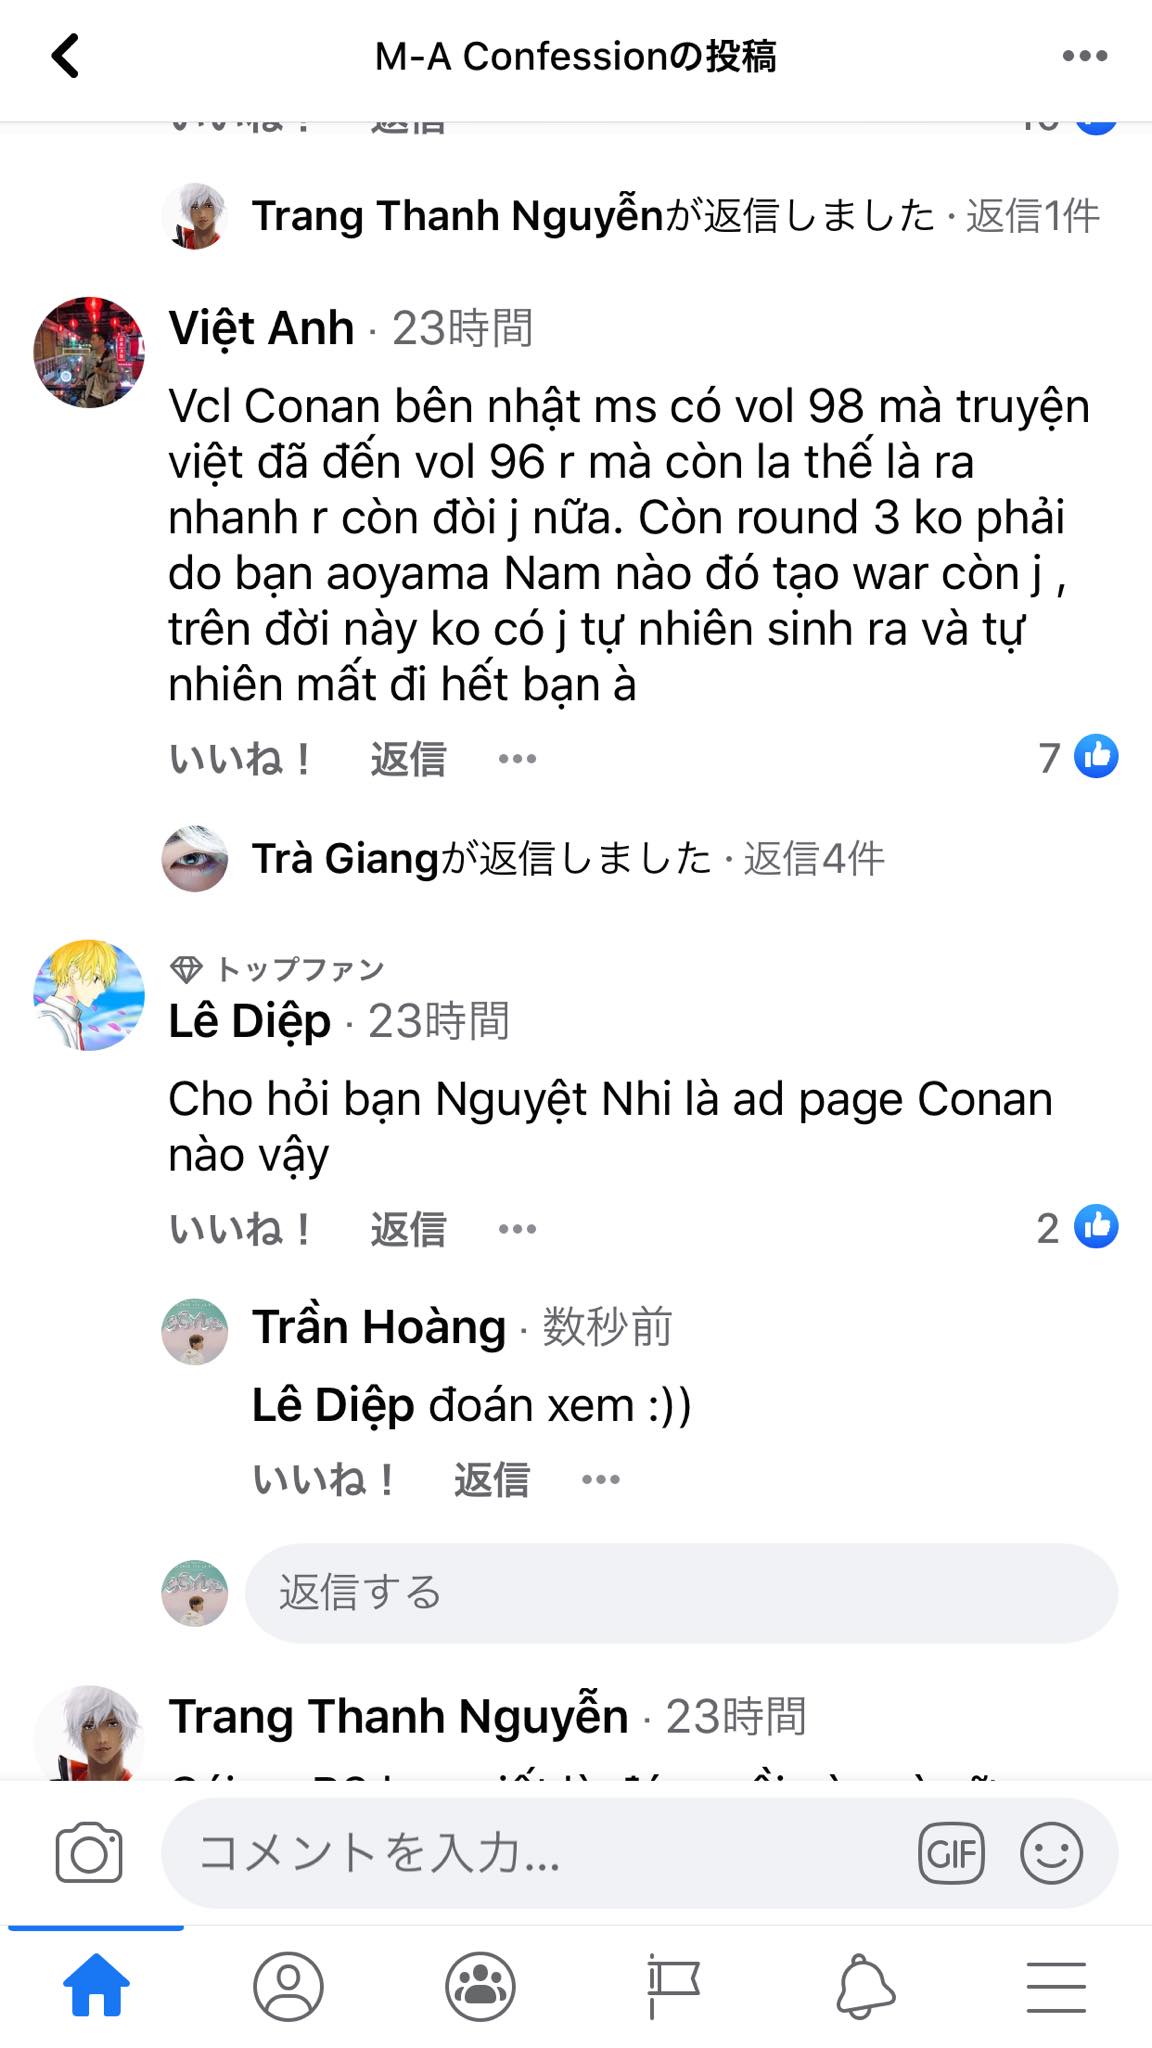 M-A Confessionの投稿
いいね！ 返信
Trang Thanh Nguyễnが返信しました · 返信1件
Việt Anh · 23時間
Vcl Conan bên nhật ms có vol 98 mà truyện
việt đã đến vol 96 r mà còn la thế là ra
nhanh r còn đòi j nữa. Còn round 3 ko phải
do bạn aoyama Nam nào đó tạo war còn j ,
trên đời này ko có j tự nhiên sinh ra và tự
nhiên mất đi hết bạn à
いいね！ 返信 ••• 7
Trà Giangが返信しました · 返信4件
トップファン
Lê Diệp · 23時間
Cho hỏi bạn Nguyệt Nhi là ad page Conan
nào vậy
いいね！ 返信 ••• 2
Trần Hoàng · 数秒前
Lê Diệp đoán xem :))
いいね！ 返信 •••
返信する
Trang Thanh Nguyễn · 23時間
コメントを入力...
GIF